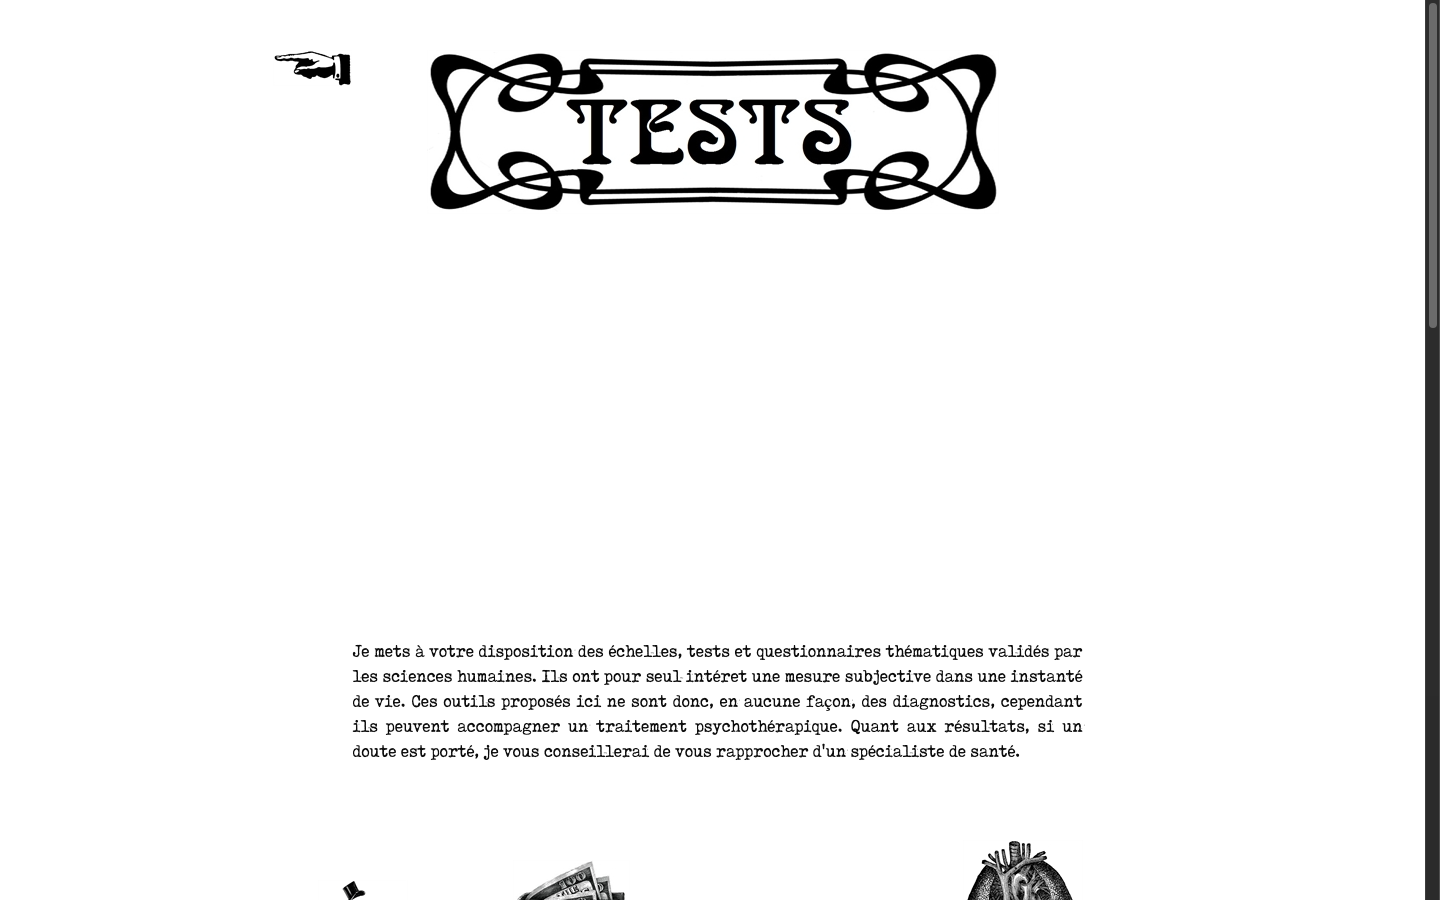 TESTS
Je mets à votre disposition des échelles, tests et questionnaires thématiques validés par
les sciences humaines. Ils ont pour seul intéret une mesure subjective dans une instanté
de vie. Ces outils proposés ici ne sont donc, en aucune façon, des diagnostics, cependant
ils peuvent accompagner un traitement psychothérapique. Quant aux résultats, si un
doute est porté, je vous conseillerai de vous rapprocher d'un spécialiste de santé.
100